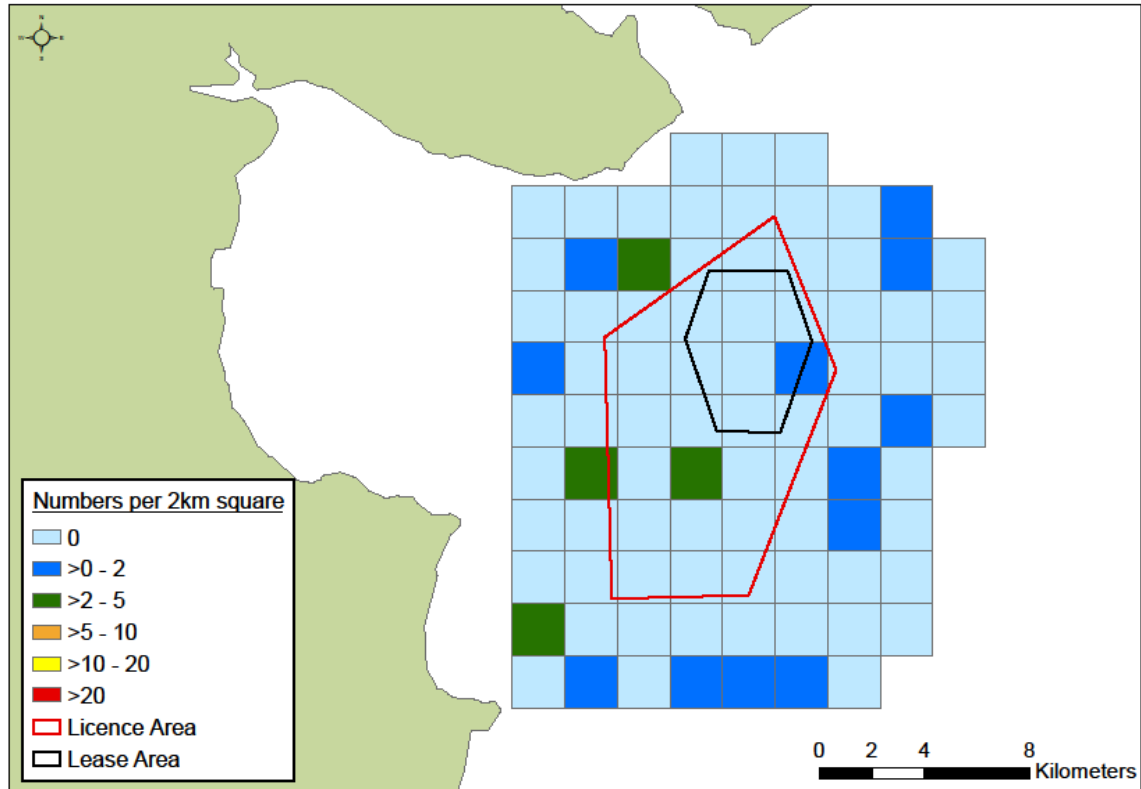 N
W E
S
Numbers per 2km square
0
>0 - 2
>2 - 5
>5 - 10
>10 - 20
>20
Licence Area
Lease Area
0 2 4 8
Kilometers